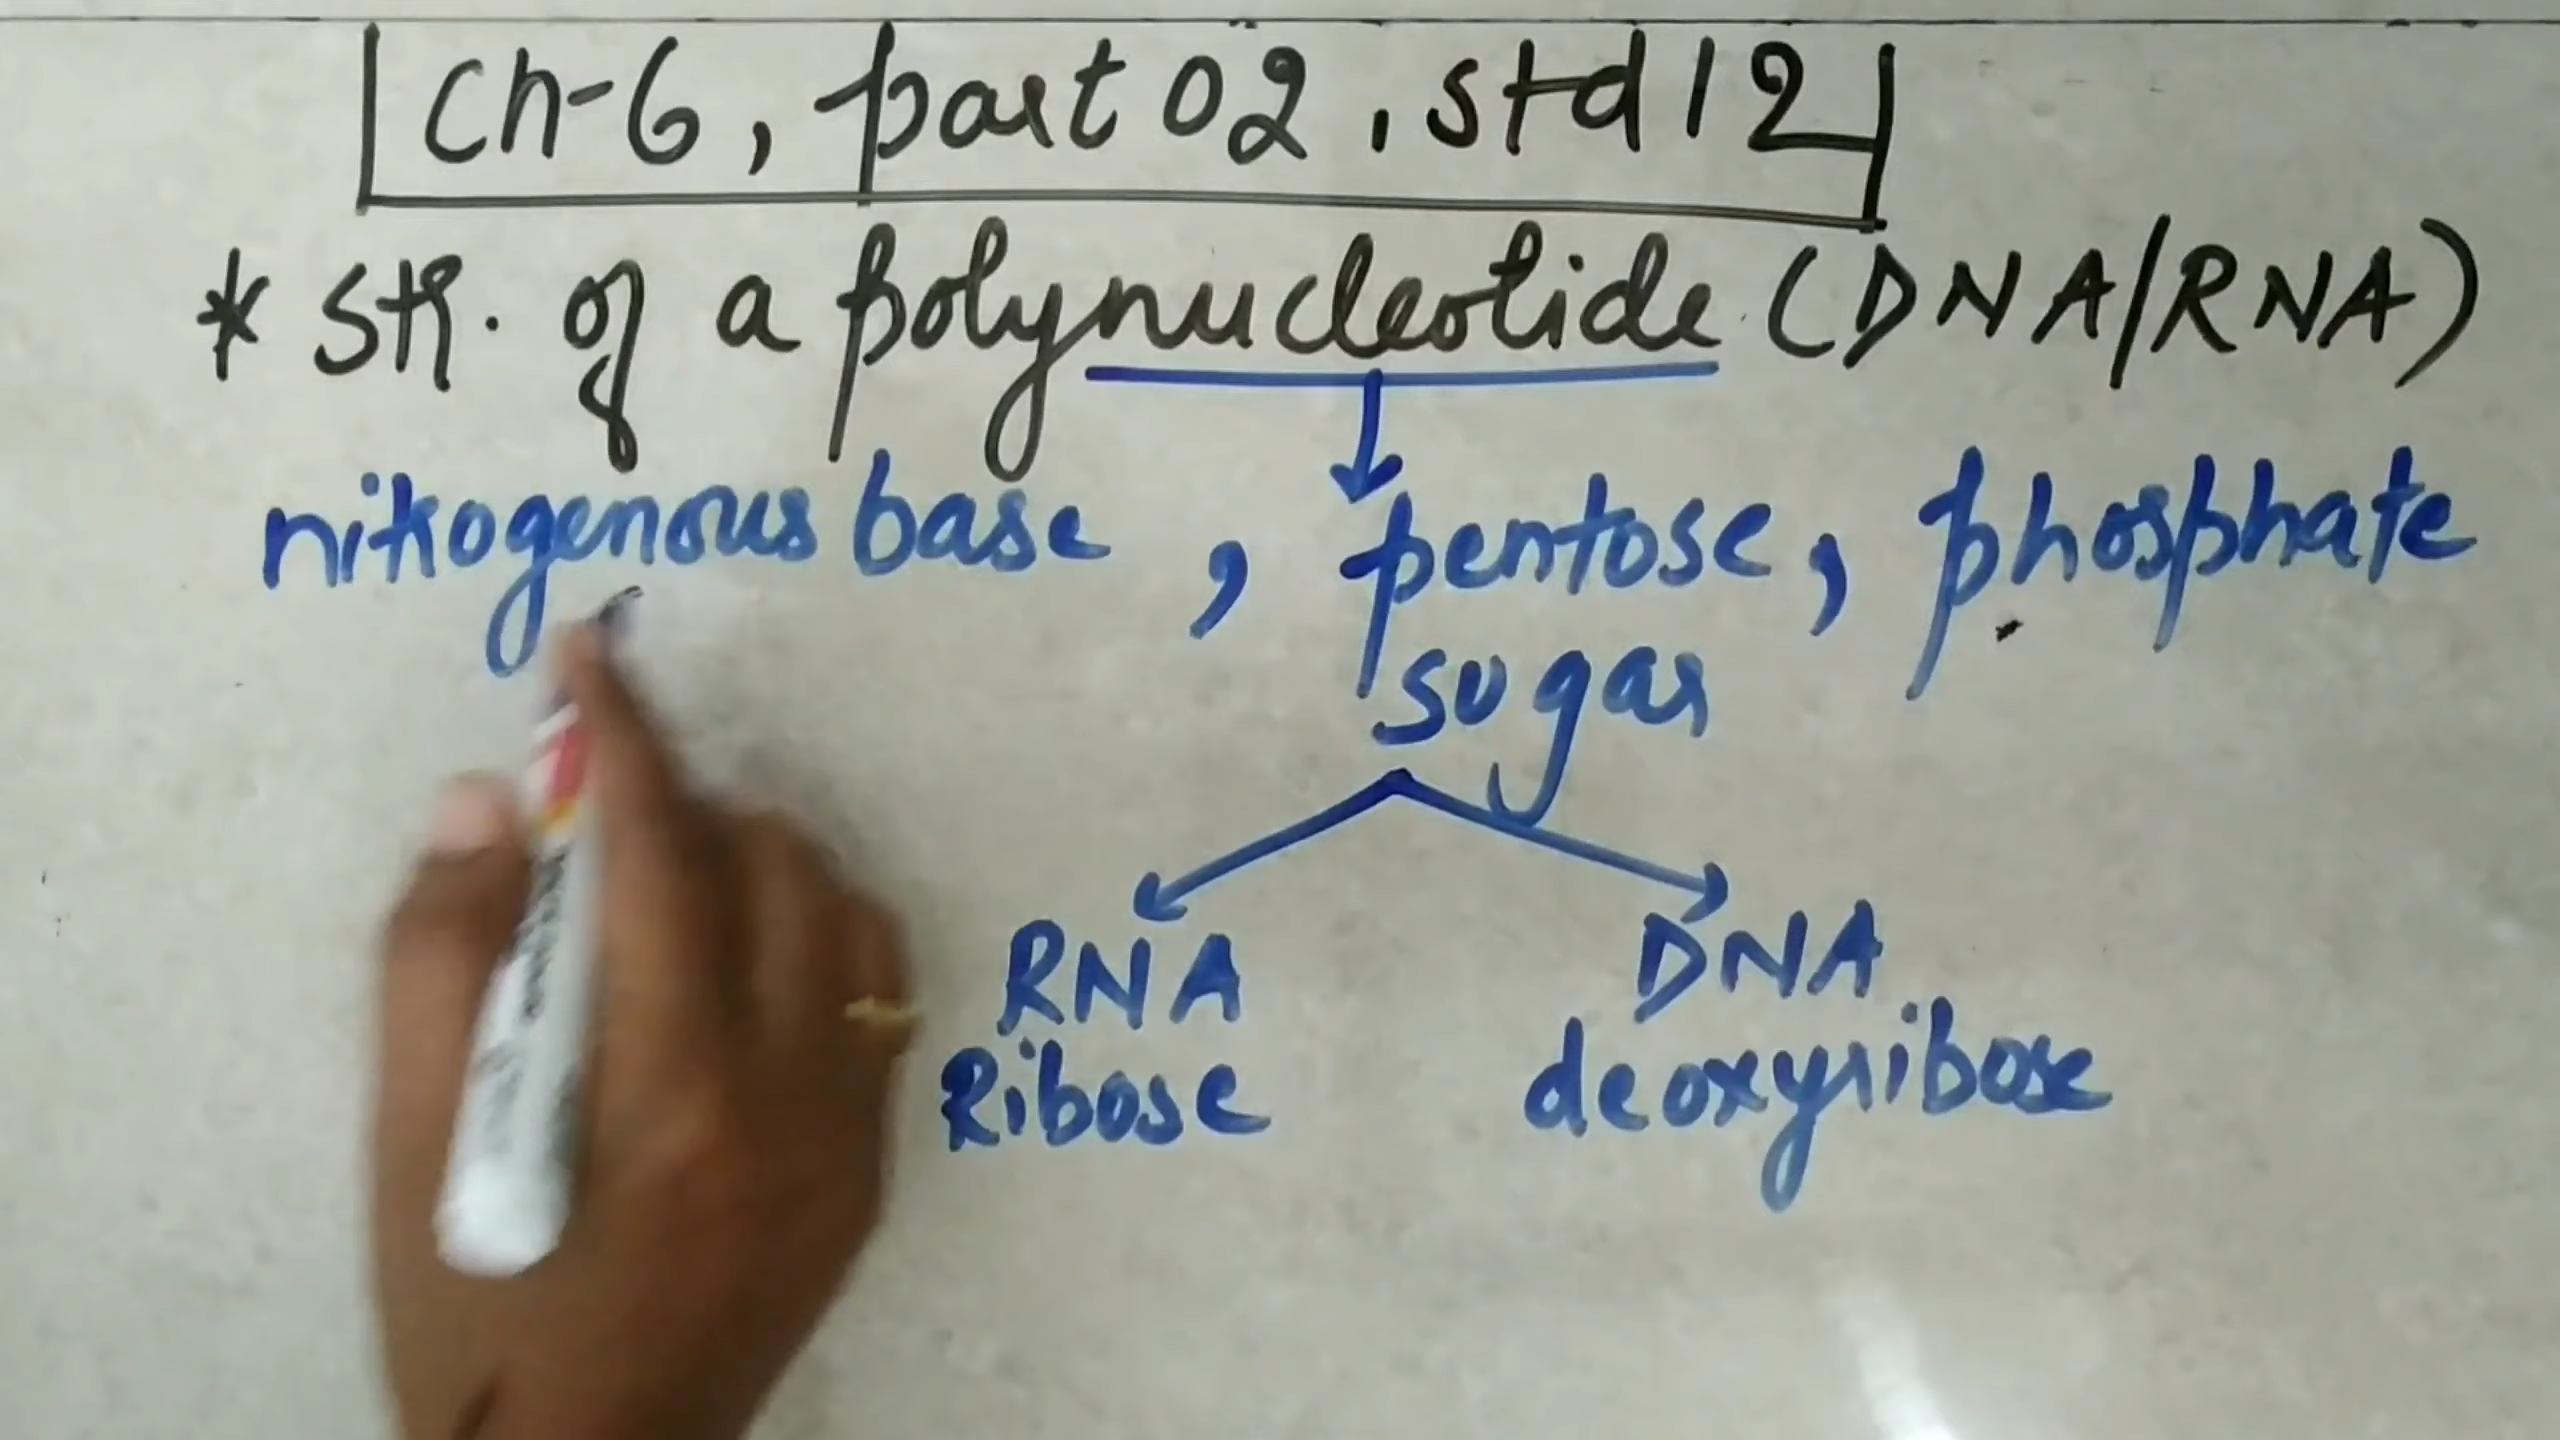 Ch-6, part 02, std 12
* Str. of a polynucleotide (DNA/RNA)
nitrogenous base, pentose, phosphate
sugar
RNA DNA
Ribose deoxyribose